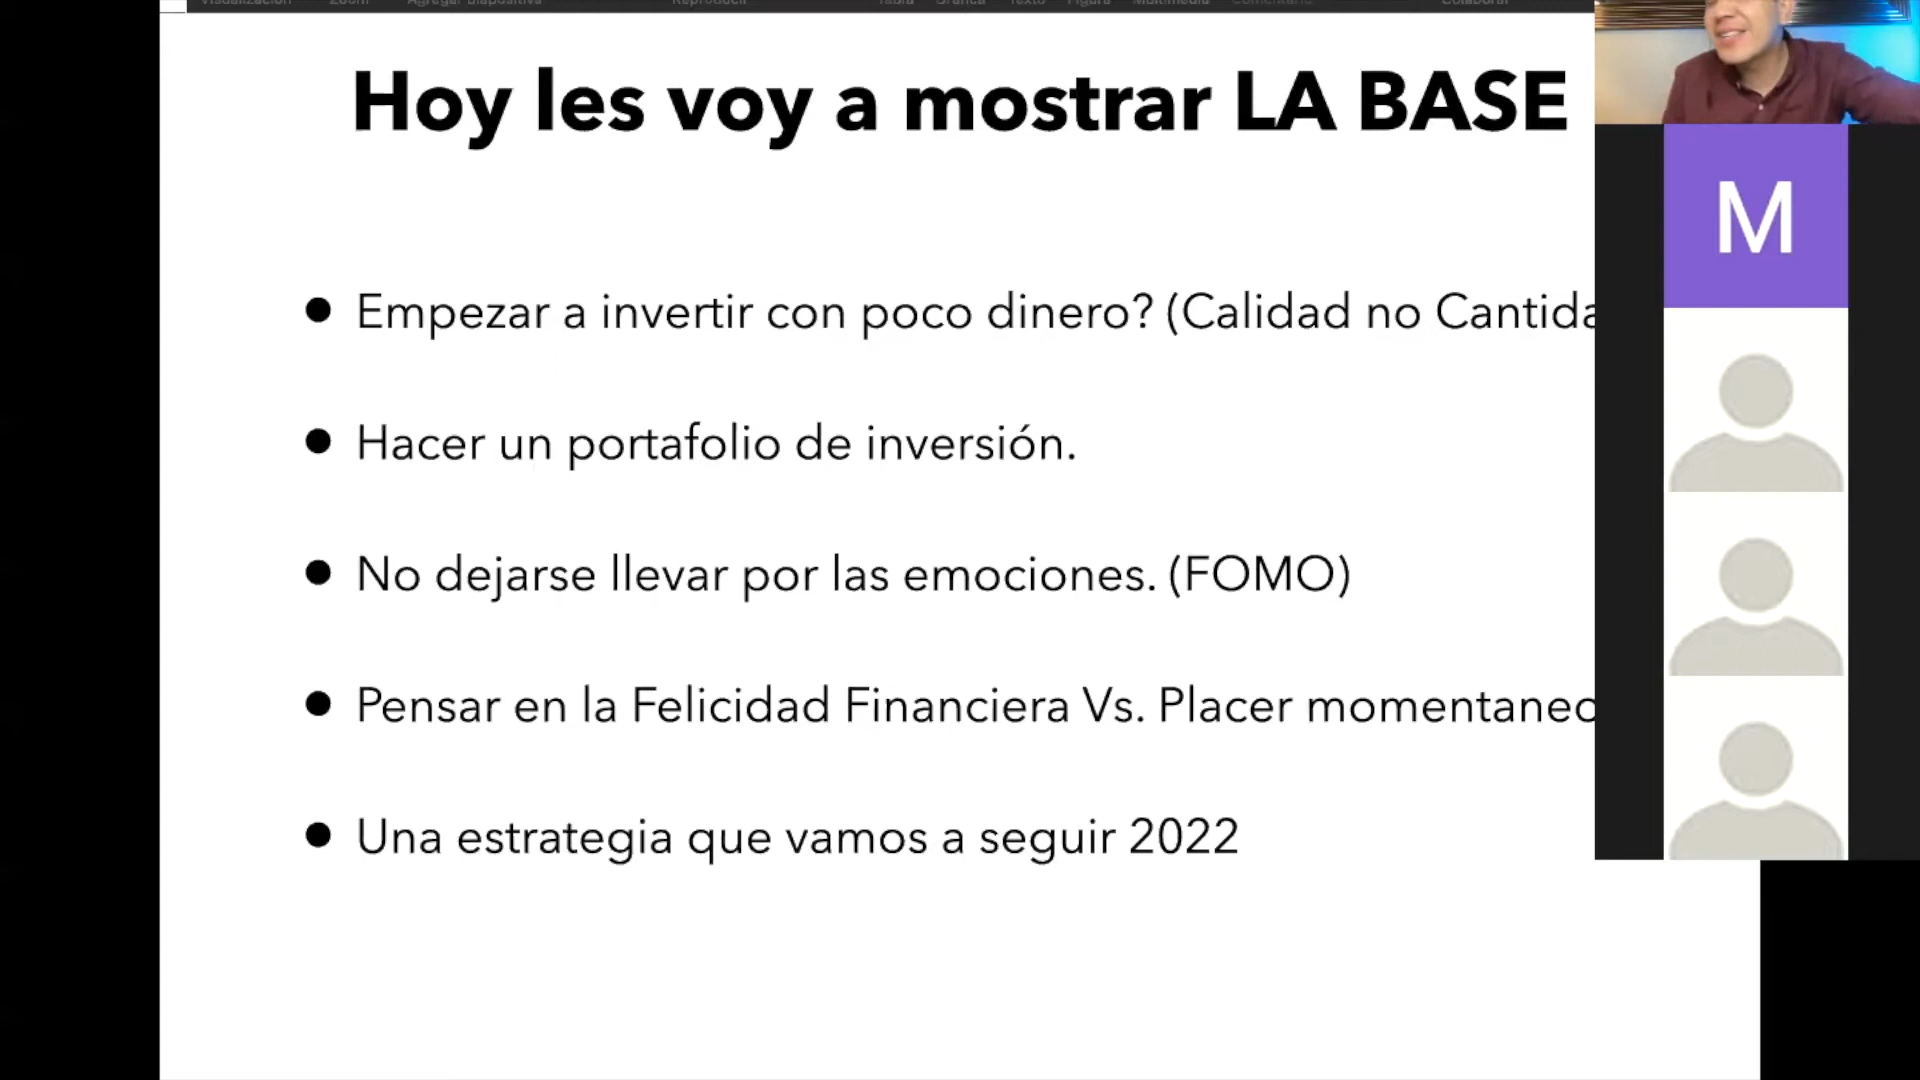 Hoy les voy a mostrar LA BASE
M
● Empezar a invertir con poco dinero? (Calidad no Cantida
● Hacer un portafolio de inversión.
● No dejarse llevar por las emociones. (FOMO)
● Pensar en la Felicidad Financiera Vs. Placer momentaneo
● Una estrategia que vamos a seguir 2022